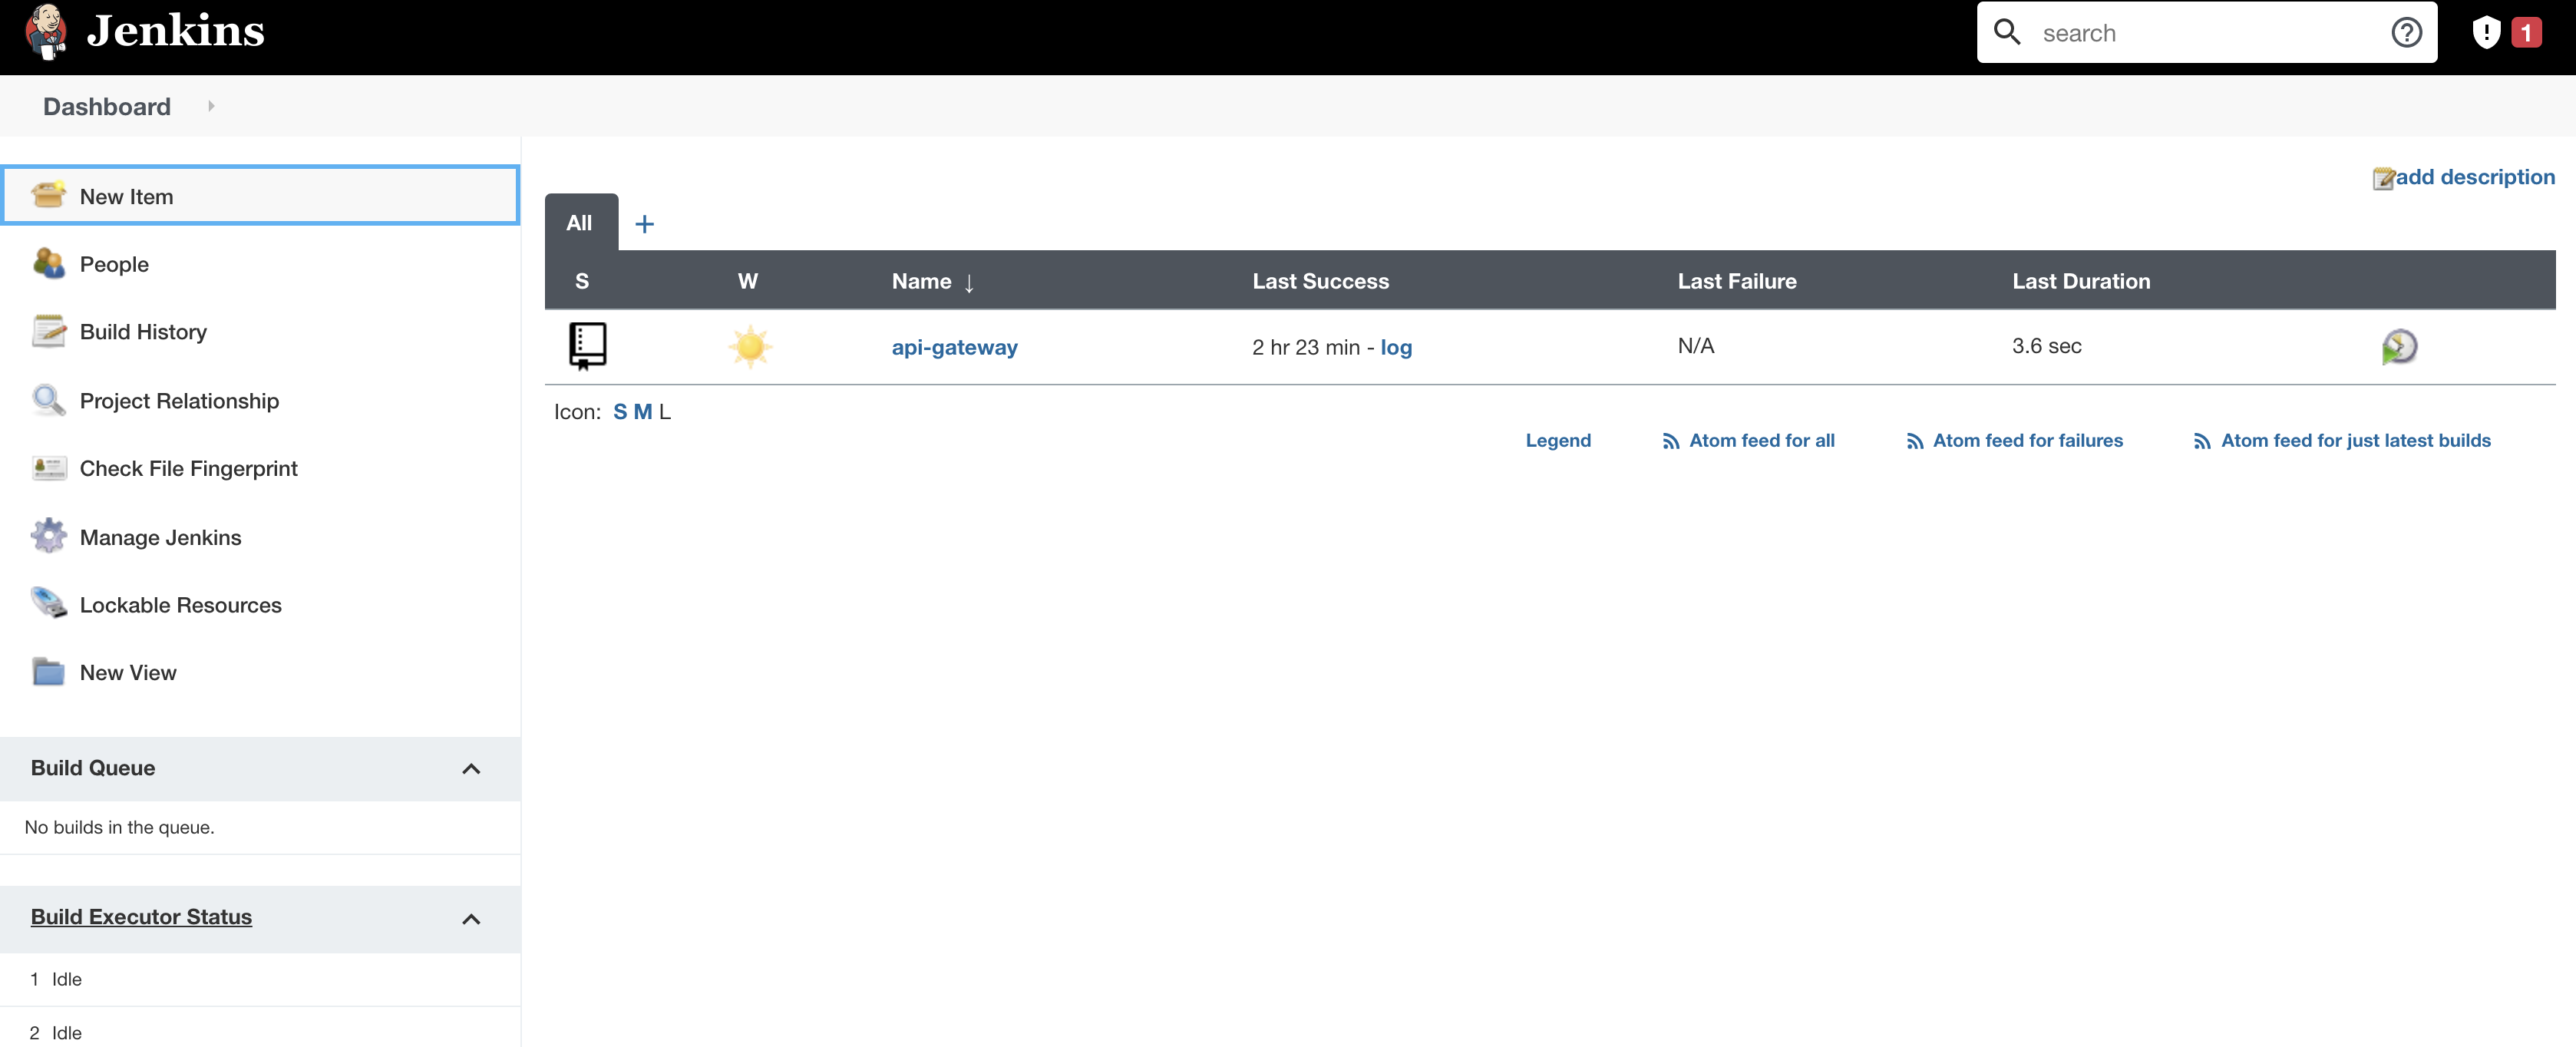 Jenkins
search
1
Dashboard
New Item
People
Build History
Project Relationship
Check File Fingerprint
Manage Jenkins
Lockable Resources
New View
Build Queue
No builds in the queue.
Build Executor Status
1 Idle
2 Idle
add description
All +
S W Name ↓ Last Success Last Failure Last Duration
api-gateway 2 hr 23 min - log N/A 3.6 sec
Icon: S M L
Legend Atom feed for all Atom feed for failures Atom feed for just latest builds